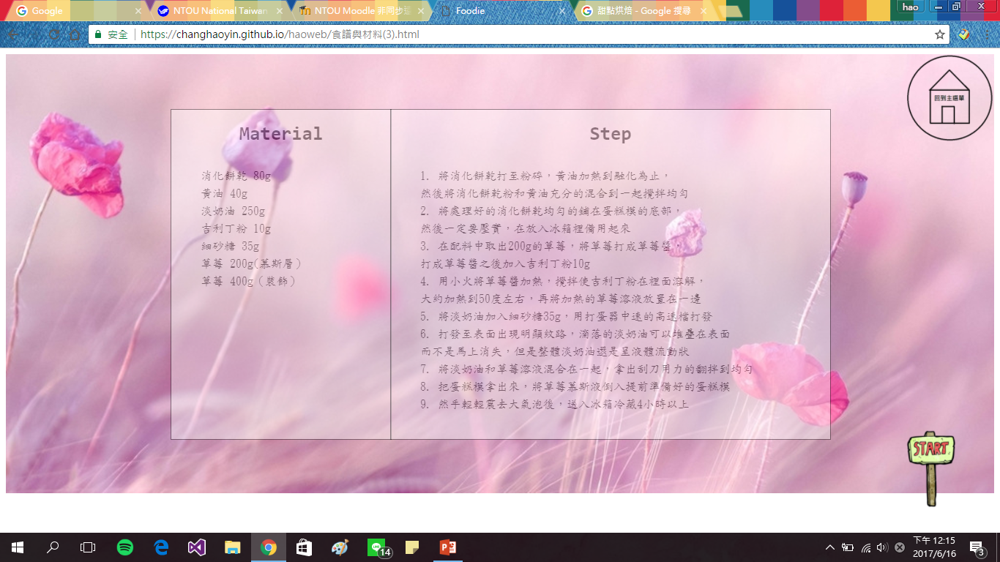 Google
NTOU National Taiwan
NTOU Moodle 非同步
Foodie
甜點烘焙 - Google 搜尋
hao
安全
https://changhaoyin.github.io/haoweb/食譜與材料(3).html
回到主選單
Material
消化餅乾 80g
黃油 40g
淡奶油 250g
吉利丁粉 10g
細砂糖 35g
草莓 200g(慕斯層)
草莓 400g (裝飾)
Step
1. 將消化餅乾打至粉碎，黃油加熱到融化為止，
然後將消化餅乾粉和黃油充分的混合到一起攪拌均勻
2. 將處理好的消化餅乾均勻的鋪在蛋糕模的底部，
然後一定要壓實，在放入冰箱裡備用起來
3. 在配料中取出200g的草莓，將草莓打成草莓醬，
打成草莓醬之後加入吉利丁粉10g
4. 用小火將草莓醬加熱，攪拌使吉利丁粉在裡面溶解，
大約加熱到50度左右，再將加熱的草莓溶液放置在一邊
5. 將淡奶油加入細砂糖35g，用打蛋器中速的高速檔打發
6. 打發至表面出現明顯紋路，滴落的淡奶油可以堆疊在表面
而不是馬上消失，但是整體淡奶油還是呈液體流動狀
7. 將淡奶油和草莓溶液混合在一起，拿出刮刀用力的翻拌到均勻
8. 把蛋糕模拿出來，將草莓慕斯液倒入提前準備好的蛋糕模
9. 然手輕輕震去大氣泡後，送入冰箱冷藏4小時以上
START
14
下午 12:15
2017/6/16
3